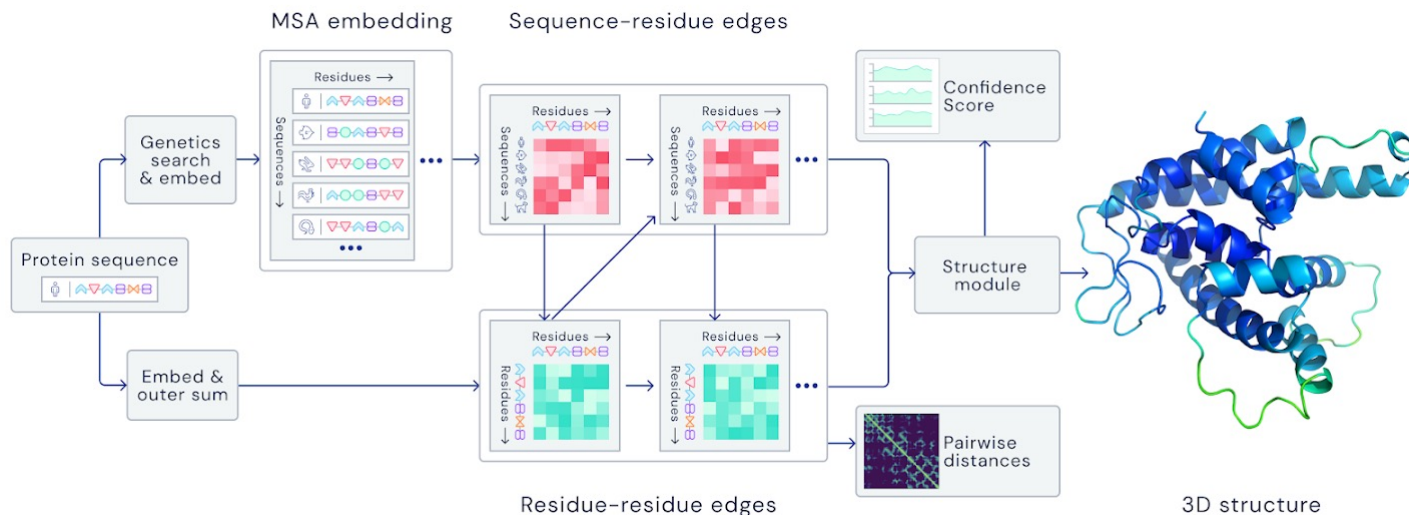 MSA embedding
Sequence–residue edges
Residues →
Sequences →
•••
Genetics
search
& embed
Protein sequence
Embed &
outer sum
Residues →
Sequences →
Residues →
Sequences →
•••
Residues →
Residues →
Residues →
Residues →
•••
Residue–residue edges
Confidence
Score
Structure
module
Pairwise
distances
3D structure